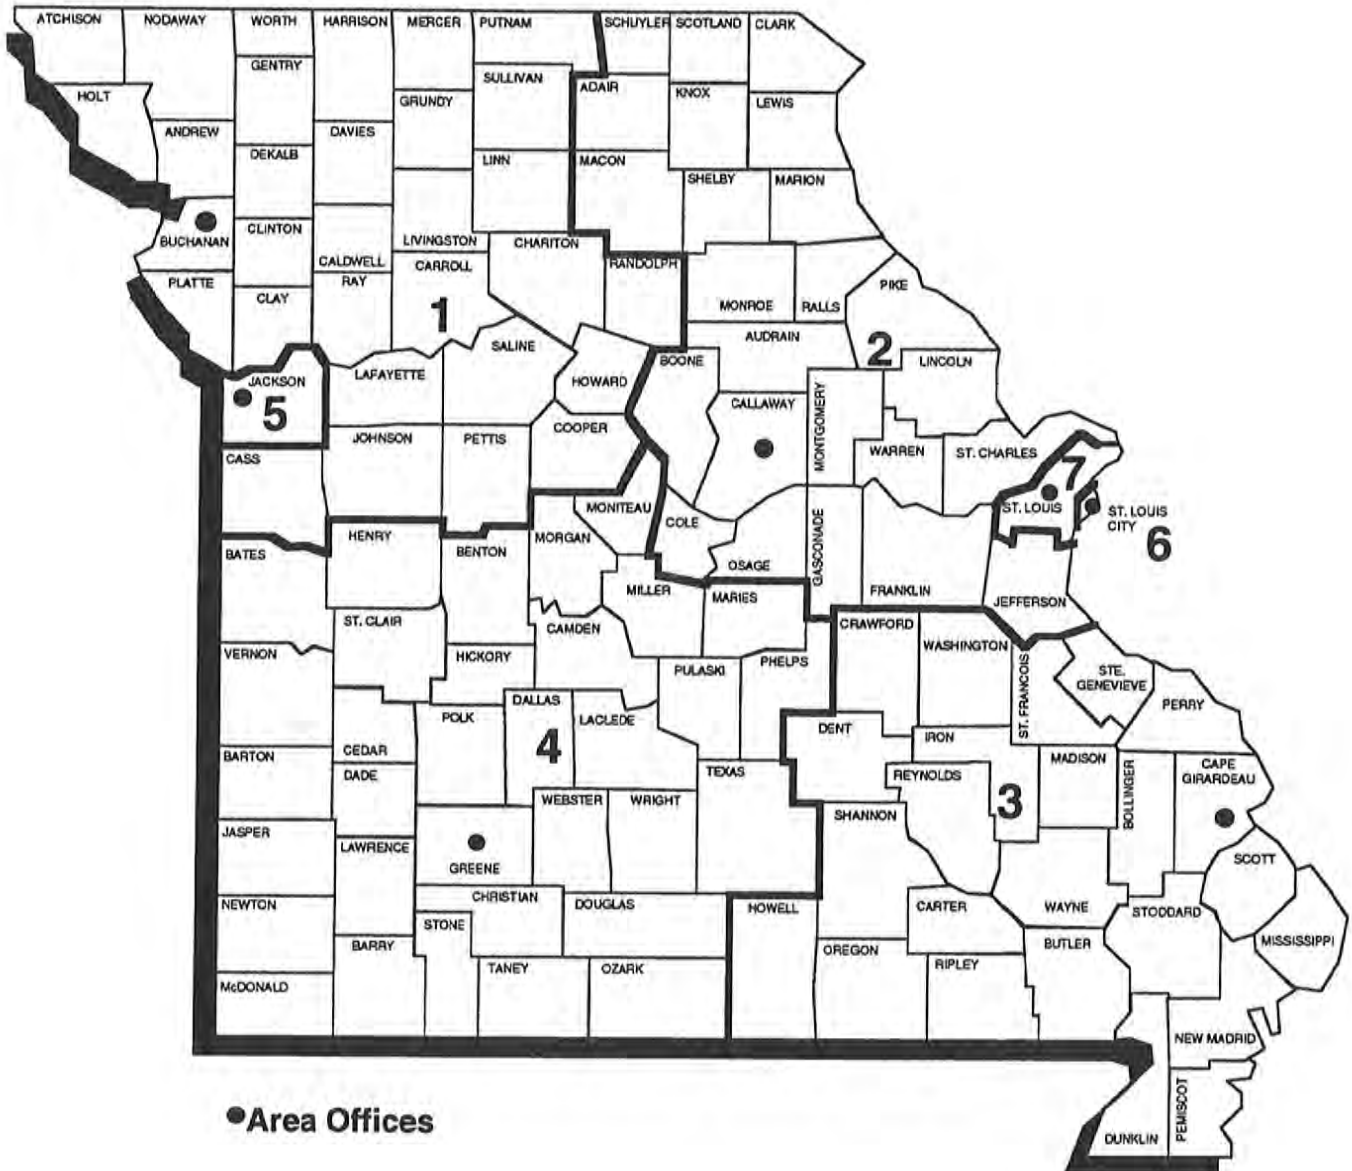 ATCHISON
NODAWAY
WORTH
HARRISON
MERCER
PUTNAM
SCHUYLER
SCOTLAND
CLARK
GENTRY
SULLIVAN
ADAIR
KNOX
LEWIS
HOLT
GRUNDY
ANDREW
DAVIES
DEKALB
LINN
MACON
SHELBY
MARION
BUCHANAN
CLINTON
LIVINGSTON
CHARITON
CALDWELL
CARROLL
RANDOLPH
PLATTE
RAY
CLAY
MONROE
RALLS
PIKE
1
AUDRAIN
2
SALINE
BOONE
LINCOLN
JACKSON
LAFAYETTE
HOWARD
5
CALLAWAY
MONTGOMERY
JOHNSON
PETTIS
COOPER
WARREN
ST. CHARLES
CASS
7
MONITEAU
ST. LOUIS
ST. LOUIS
CITY
COLE
6
HENRY
MORGAN
GASCONADE
BATES
BENTON
OSAGE
MILLER
MARIES
FRANKLIN
JEFFERSON
ST. CLAIR
CAMDEN
CRAWFORD
WASHINGTON
VERNON
HICKORY
PULASKI
PHELPS
ST. FRANCOIS
STE.
GENEVIEVE
DALLAS
PERRY
POLK
LACLEDE
DENT
IRON
4
CEDAR
BARTON
MADISON
CAPE
GIRARDEAU
DADE
TEXAS
REYNOLDS
BOLLINGER
WEBSTER
WRIGHT
3
SHANNON
JASPER
LAWRENCE
SCOTT
GREENE
CHRISTIAN
DOUGLAS
HOWELL
NEWTON
CARTER
WAYNE
STODDARD
STONE
BARRY
OREGON
BUTLER
MISSISSIPPI
TANEY
OZARK
RIPLEY
McDONALD
NEW MADRID
Area Offices
PEMISCOT
DUNKLIN